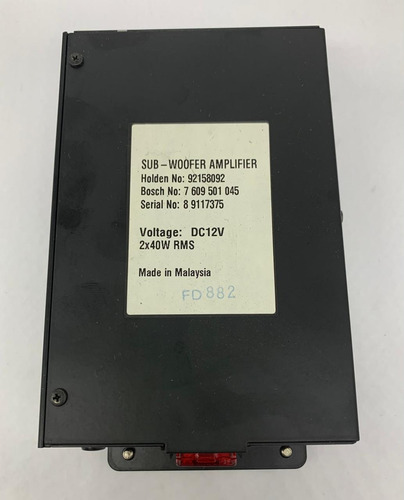 SUB-WOOFER AMPLIFIER
Holden No: 92158092
Bosch No: 7 609 501 045
Serial No: 8 9117375
Voltage: DC12V
2x40W RMS
Made in Malaysia
FD 882